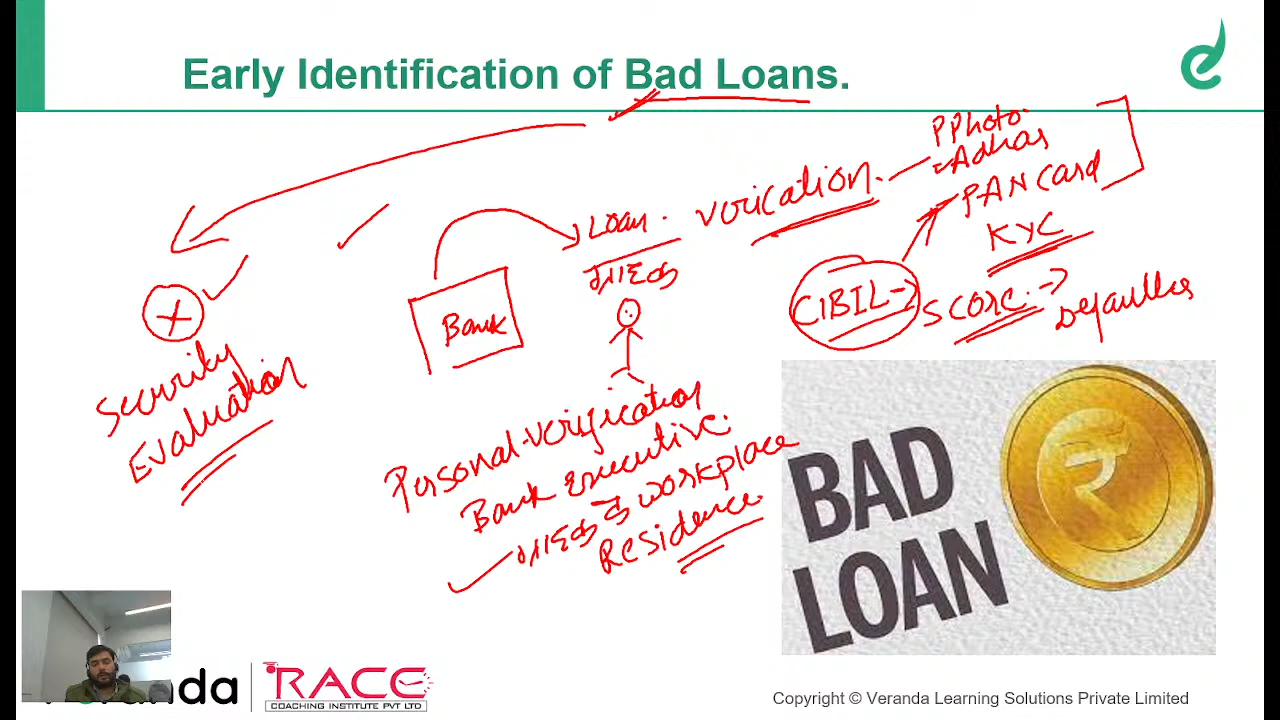 Early Identification of Bad Loans.
P Photo.
Adhar
PAN Card
KYC
Loan.
Verication.
ગ્રાહક
CIBIL→
Score.→
Defaulter
Bank
Security
Evaluation
Personal verification
Bank Executive.
workplace
Residence.
BAD
LOAN
₹
RACE
COACHING INSTITUTE PVT LTD
Copyright © Veranda Learning Solutions Private Limited